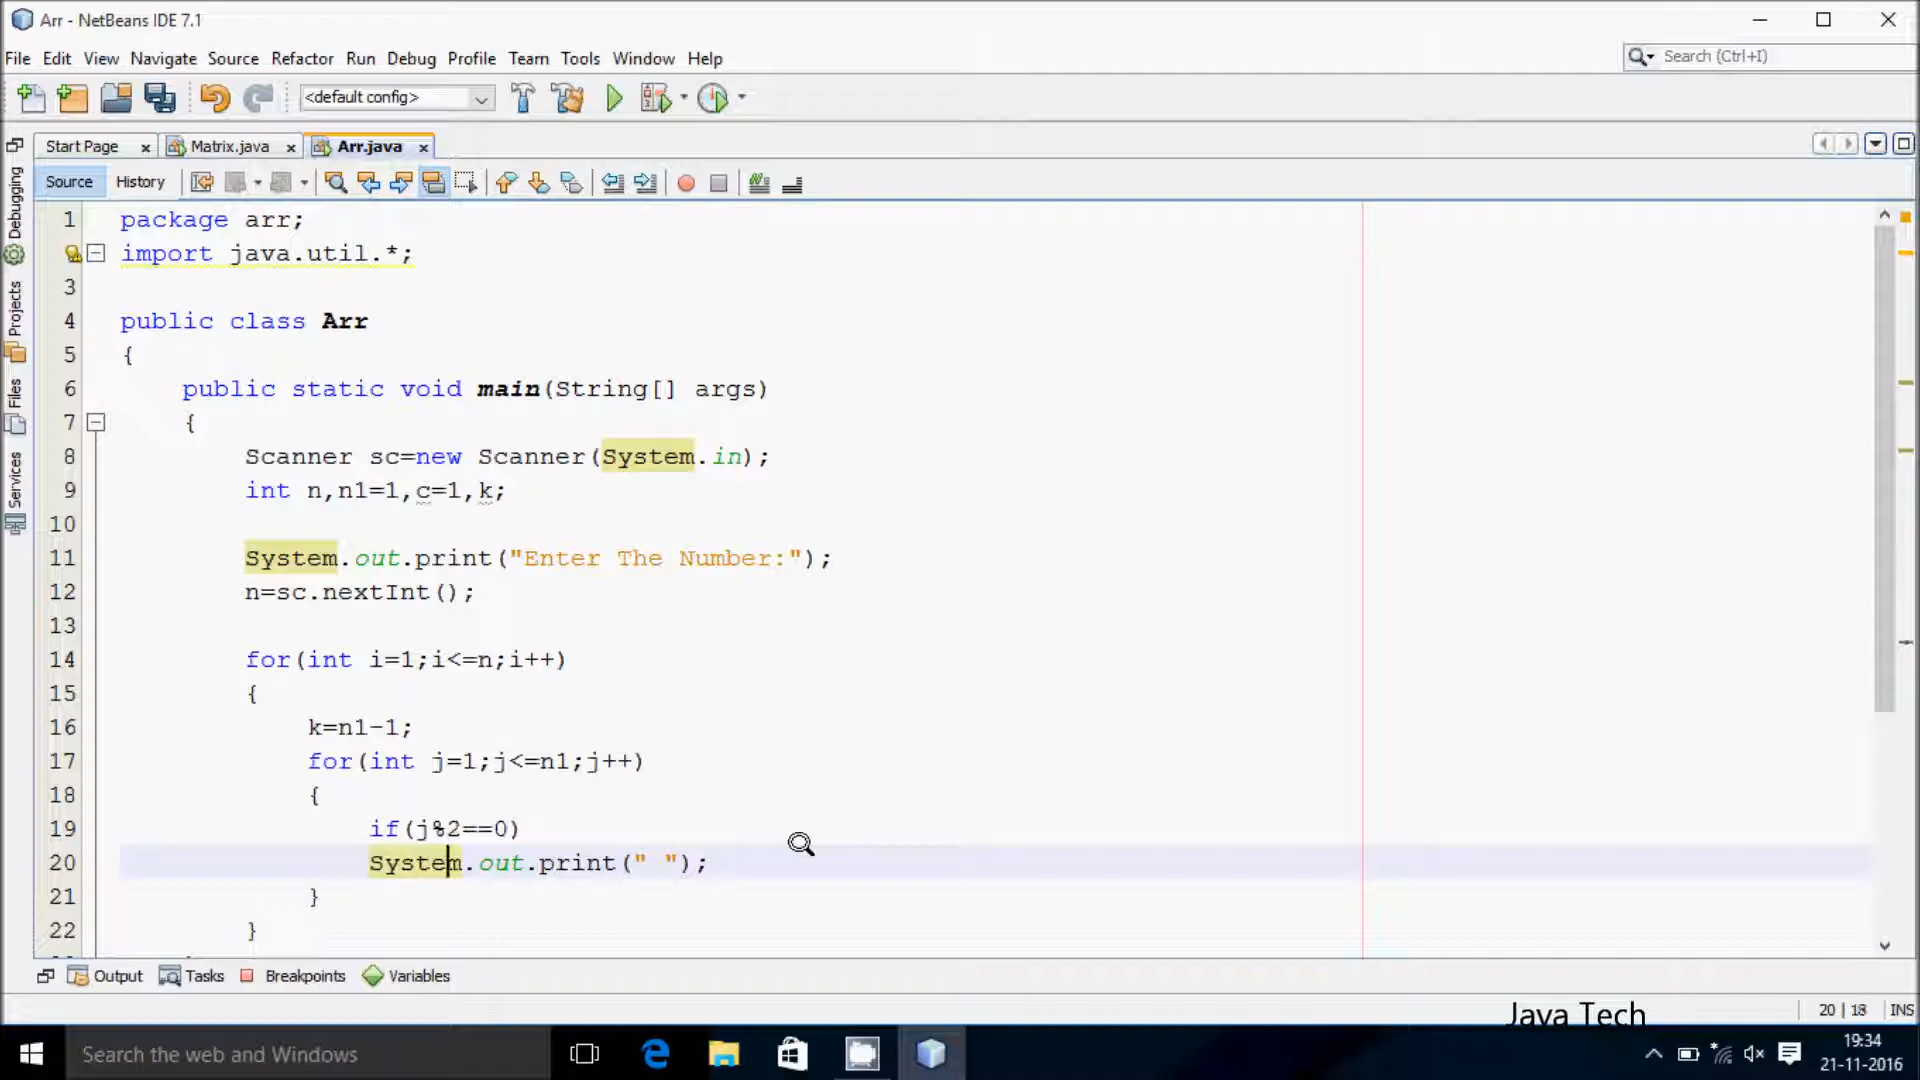 Arr - NetBeans IDE 7.1
File Edit View Navigate Source Refactor Run Debug Profile Team Tools Window Help
Search (Ctrl+I)
<default config>
Start Page Matrix.java Arr.java
Source History
Debugging
Projects
Files
Services
1 package arr;
import java.util.*;
3
4 public class Arr
5 {
6 public static void main(String[] args)
7 {
8 Scanner sc=new Scanner(System.in);
9 int n,n1=1,c=1,k;
10
11 System.out.print("Enter The Number:");
12 n=sc.nextInt();
13
14 for(int i=1;i<=n;i++)
15 {
16 k=n1-1;
17 for(int j=1;j<=n1;j++)
18 {
19 if(j%2==0)
20 System.out.print(" ");
21 }
22 }
Output Tasks Breakpoints Variables
Java Tech
20 | 18 INS
Search the web and Windows
19:34
21-11-2016